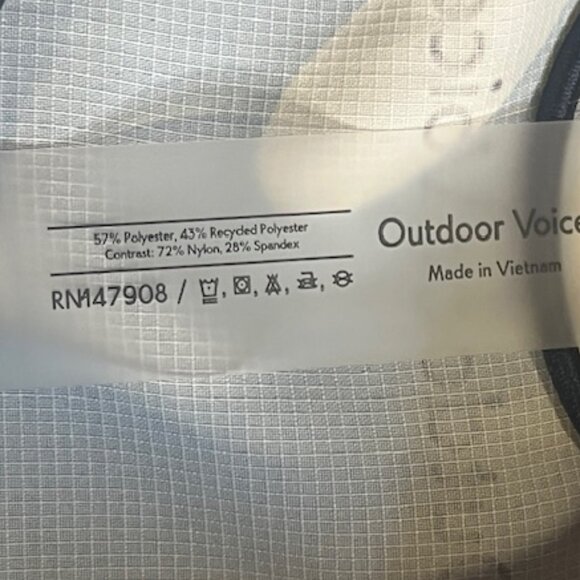 57% Polyester, 43% Recycled Polyester
Contrast: 72% Nylon, 28% Spandex
RN147908 /
Outdoor Voice
Made in Vietnam